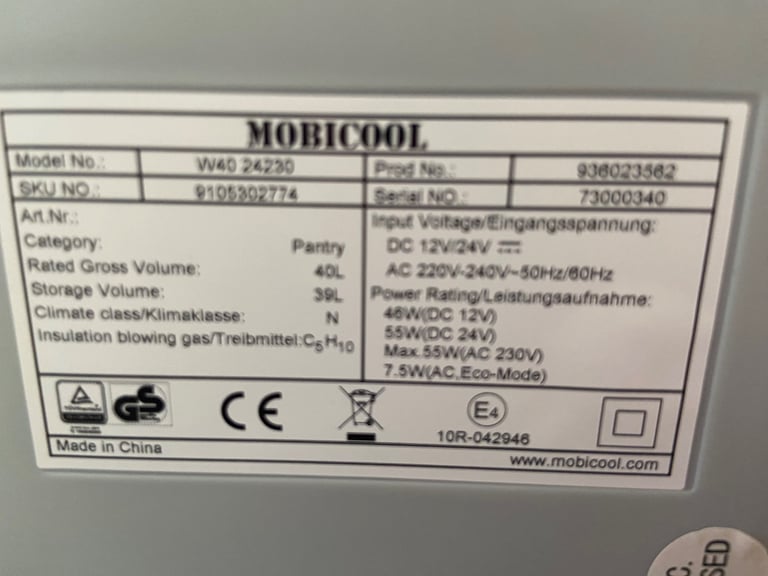 MOBICOOL
Model No.: W40 24230 Prod No.: 936023562
SKU NO.: 9105302774 Serial NO.: 73000340
Art.Nr.:
Category: Pantry
Rated Gross Volume: 40L
Storage Volume: 39L
Climate class/Klimaklasse: N
Insulation blowing gas/Treibmittel:C₅H₁₀
Input Voltage/Eingangsspannung:
DC 12V/24V
AC 220V-240V~50Hz/60Hz
Power Rating/Leistungsaufnahme:
46W(DC 12V)
55W(DC 24V)
Max.55W(AC 230V)
7.5W(AC,Eco-Mode)
GS CE E4
10R-042946
Made in China
www.mobicool.com